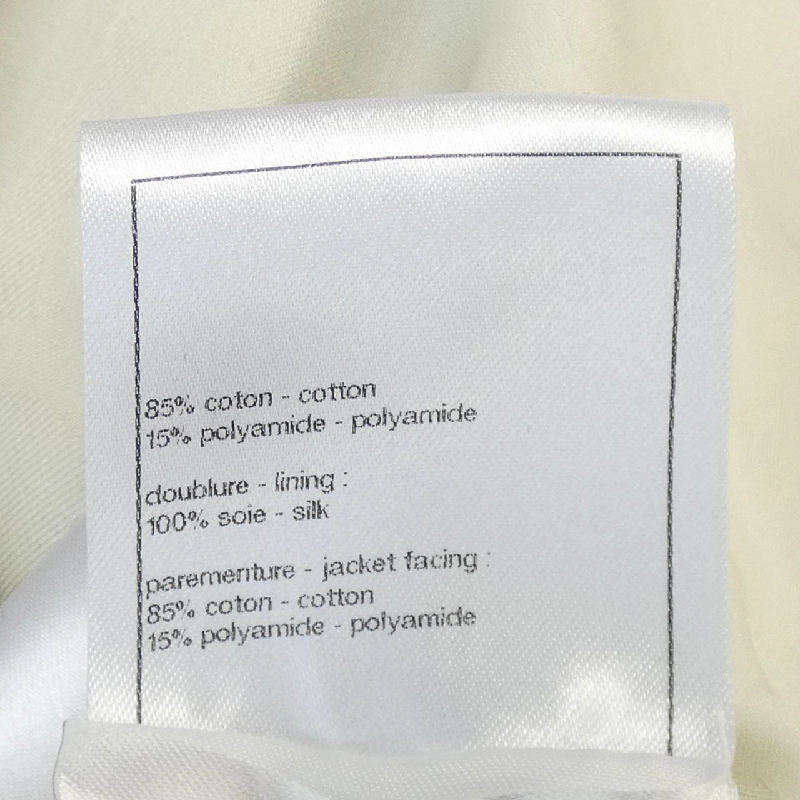 85% coton - cotton
15% polyamide - polyamide
doublure - lining :
100% soie - silk
parementure - jacket facing :
85% coton - cotton
15% polyamide - polyamide